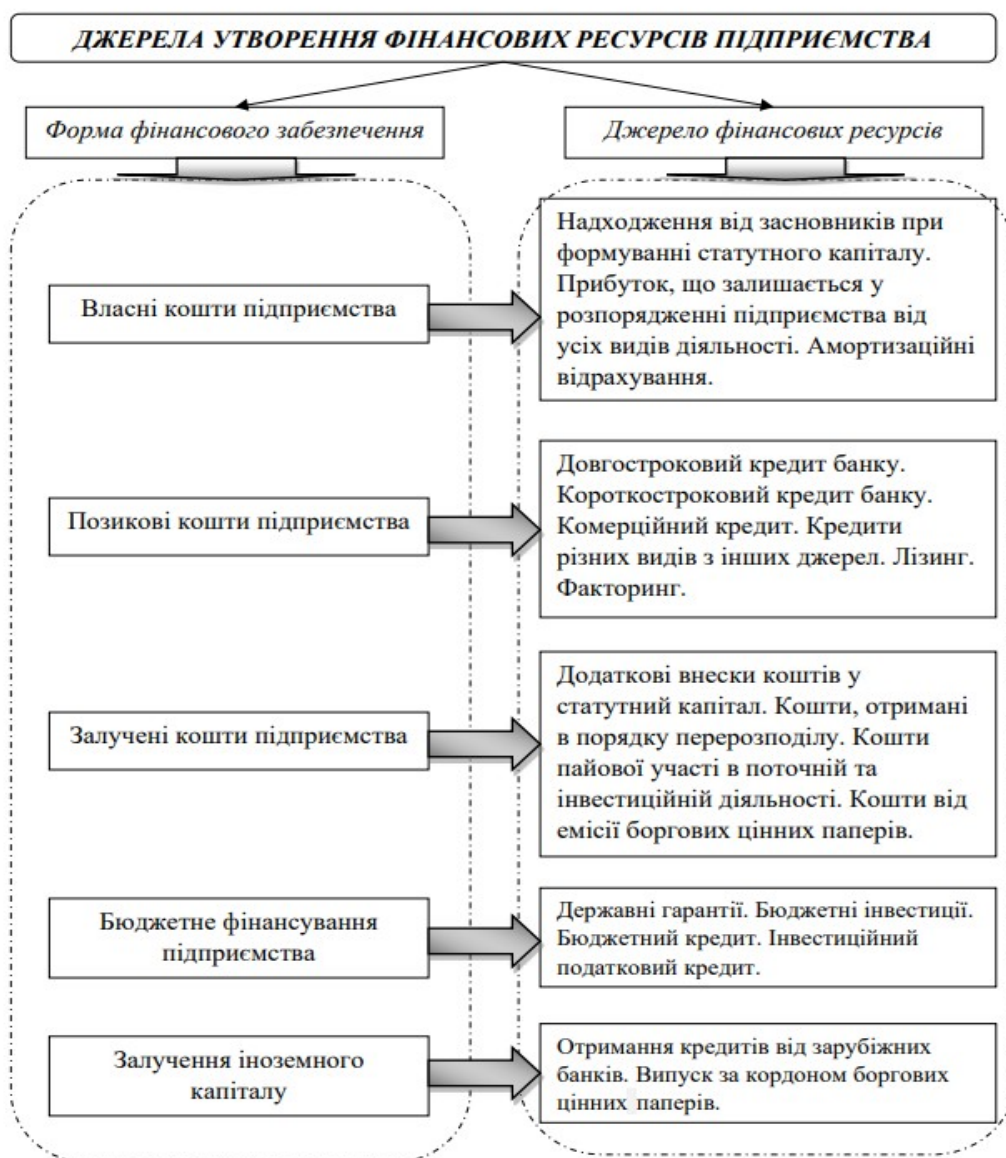 ДЖЕРЕЛА УТВОРЕННЯ ФІНАНСОВИХ РЕСУРСІВ ПІДПРИЄМСТВА
Форма фінансового забезпечення
Джерело фінансових ресурсів
Власні кошти підприємства
Надходження від засновників при
формуванні статутного капіталу.
Прибуток, що залишається у
розпорядженні підприємства від
усіх видів діяльності. Амортизаційні
відрахування.
Позикові кошти підприємства
Довгостроковий кредит банку.
Короткостроковий кредит банку.
Комерційний кредит. Кредити
різних видів з інших джерел. Лізинг.
Факторинг.
Залучені кошти підприємства
Додаткові внески коштів у
статутний капітал. Кошти, отримані
в порядку перерозподілу. Кошти
пайової участі в поточній та
інвестиційній діяльності. Кошти від
емісії боргових цінних паперів.
Бюджетне фінансування
підприємства
Державні гарантії. Бюджетні інвестиції.
Бюджетний кредит. Інвестиційний
податковий кредит.
Залучення іноземного
капіталу
Отримання кредитів від зарубіжних
банків. Випуск за кордоном боргових
цінних паперів.